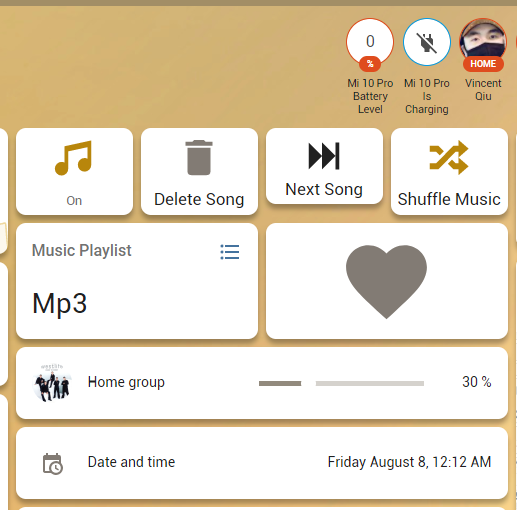 0
%
HOME
Mi 10 Pro
Battery
Level
Mi 10 Pro
Is
Charging
Vincent
Qiu
On
Delete Song
Next Song
Shuffle Music
Music Playlist
Mp3
Home group
30 %
Date and time
Friday August 8, 12:12 AM